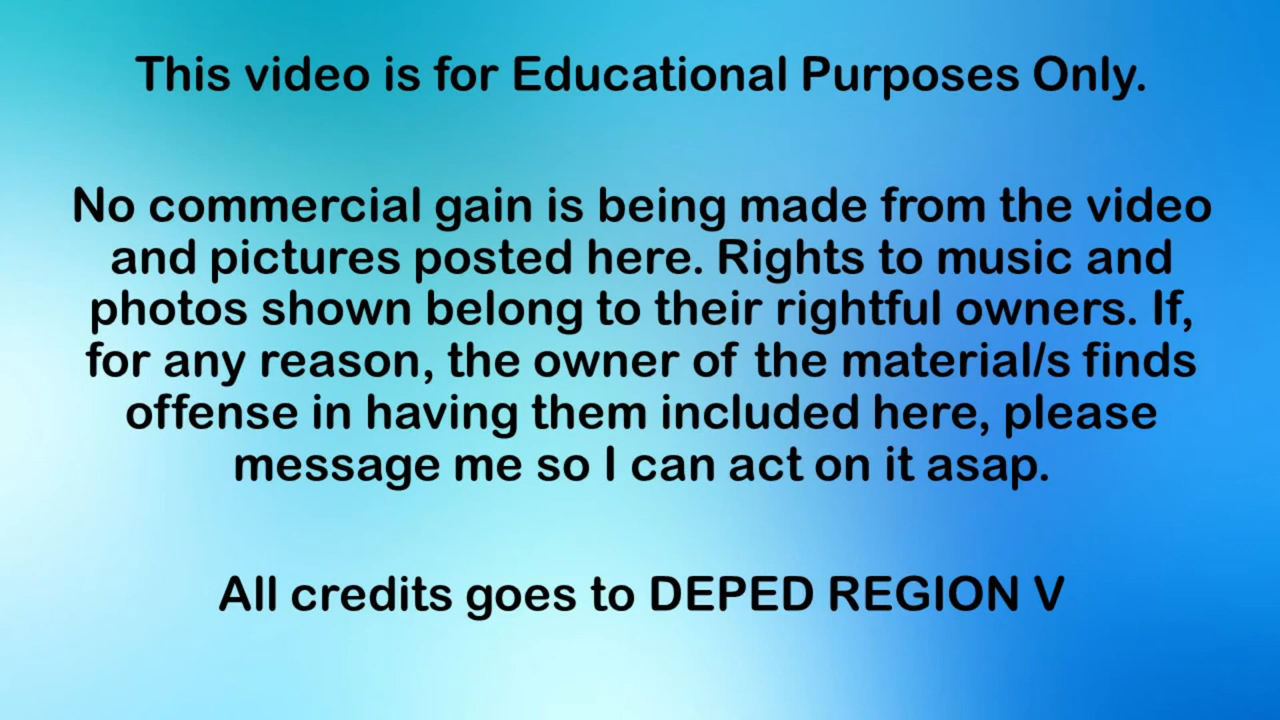 This video is for Educational Purposes Only.
No commercial gain is being made from the video
and pictures posted here. Rights to music and
photos shown belong to their rightful owners. If,
for any reason, the owner of the material/s finds
offense in having them included here, please
message me so I can act on it asap.
All credits goes to DEPED REGION V